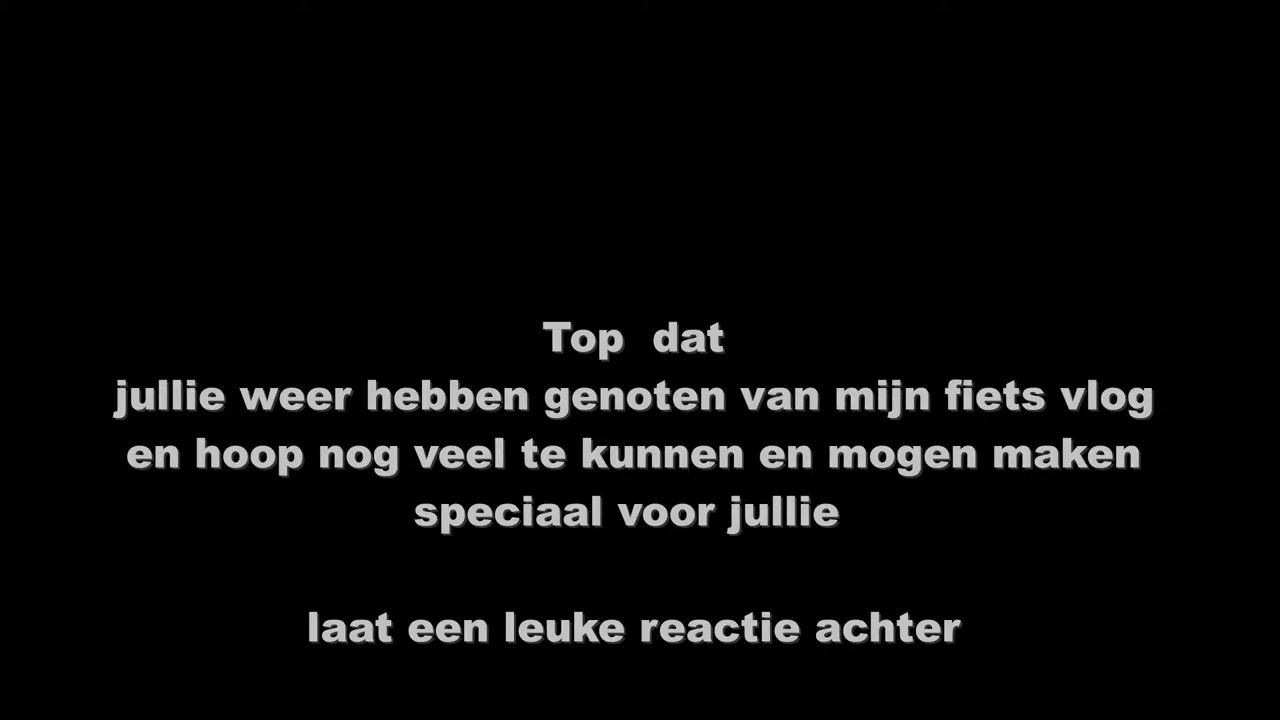 Top  dat
jullie weer hebben genoten van mijn fiets vlog
en hoop nog veel te kunnen en mogen maken
speciaal voor jullie
laat een leuke reactie achter